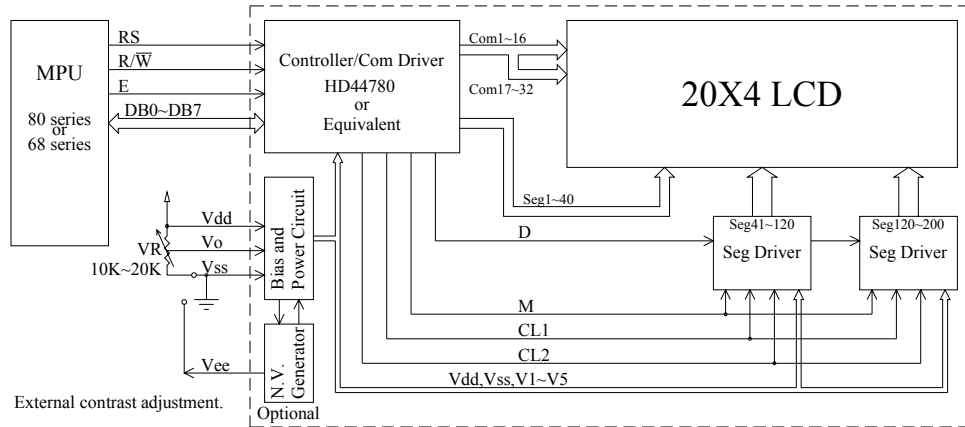 MPU
80 series
or
68 series
RS
R/W̅
E
DB0~DB7
Controller/Com Driver
HD44780
or
Equivalent
Com1~16
Com17~32
20X4 LCD
Seg1~40
D
Seg41~120
Seg Driver
Seg120~200
Seg Driver
Vdd
Vo
Vss
VR
10K~20K
Bias and
Power Circuit
M
CL1
CL2
Vdd,Vss,V1~V5
Vee
N.V.
Generator
Optional
External contrast adjustment.